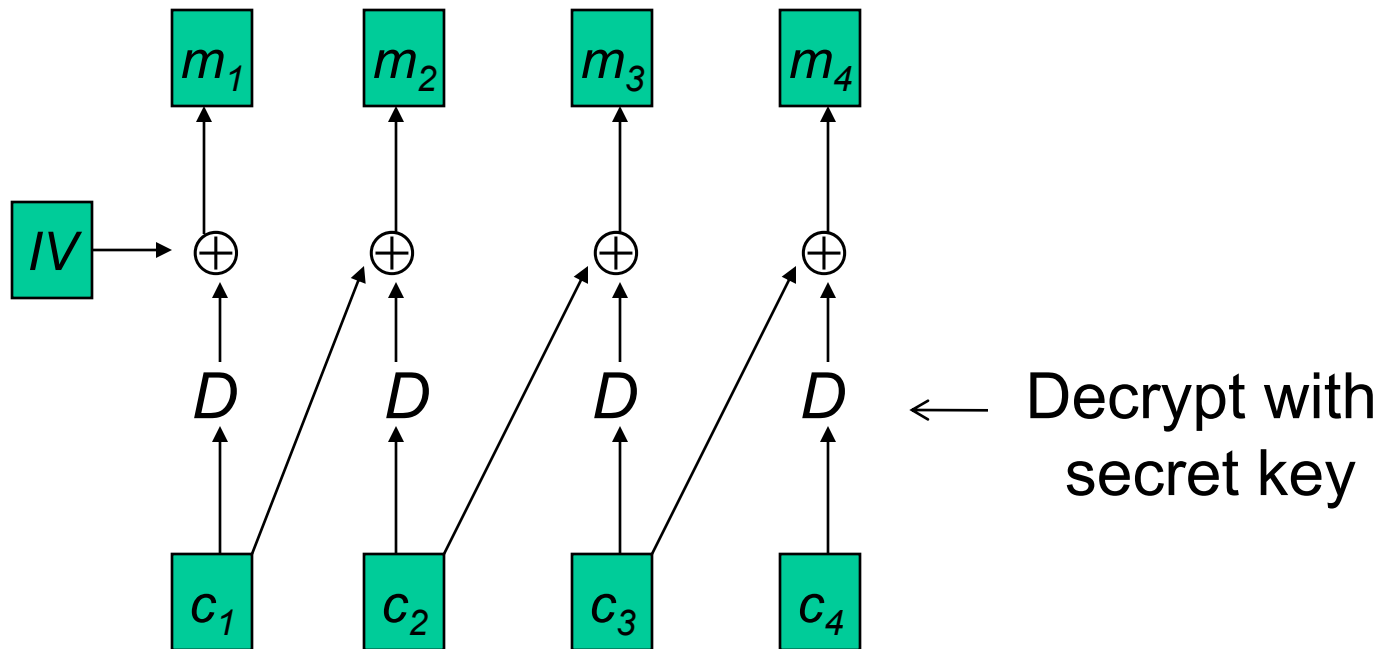 m1 m2 m3 m4
IV
D D D D
Decrypt with
secret key
c1 c2 c3 c4